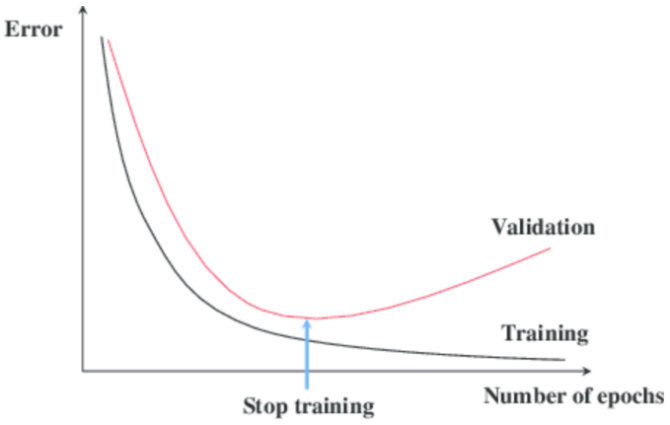 Error
Validation
Training
Number of epochs
Stop training